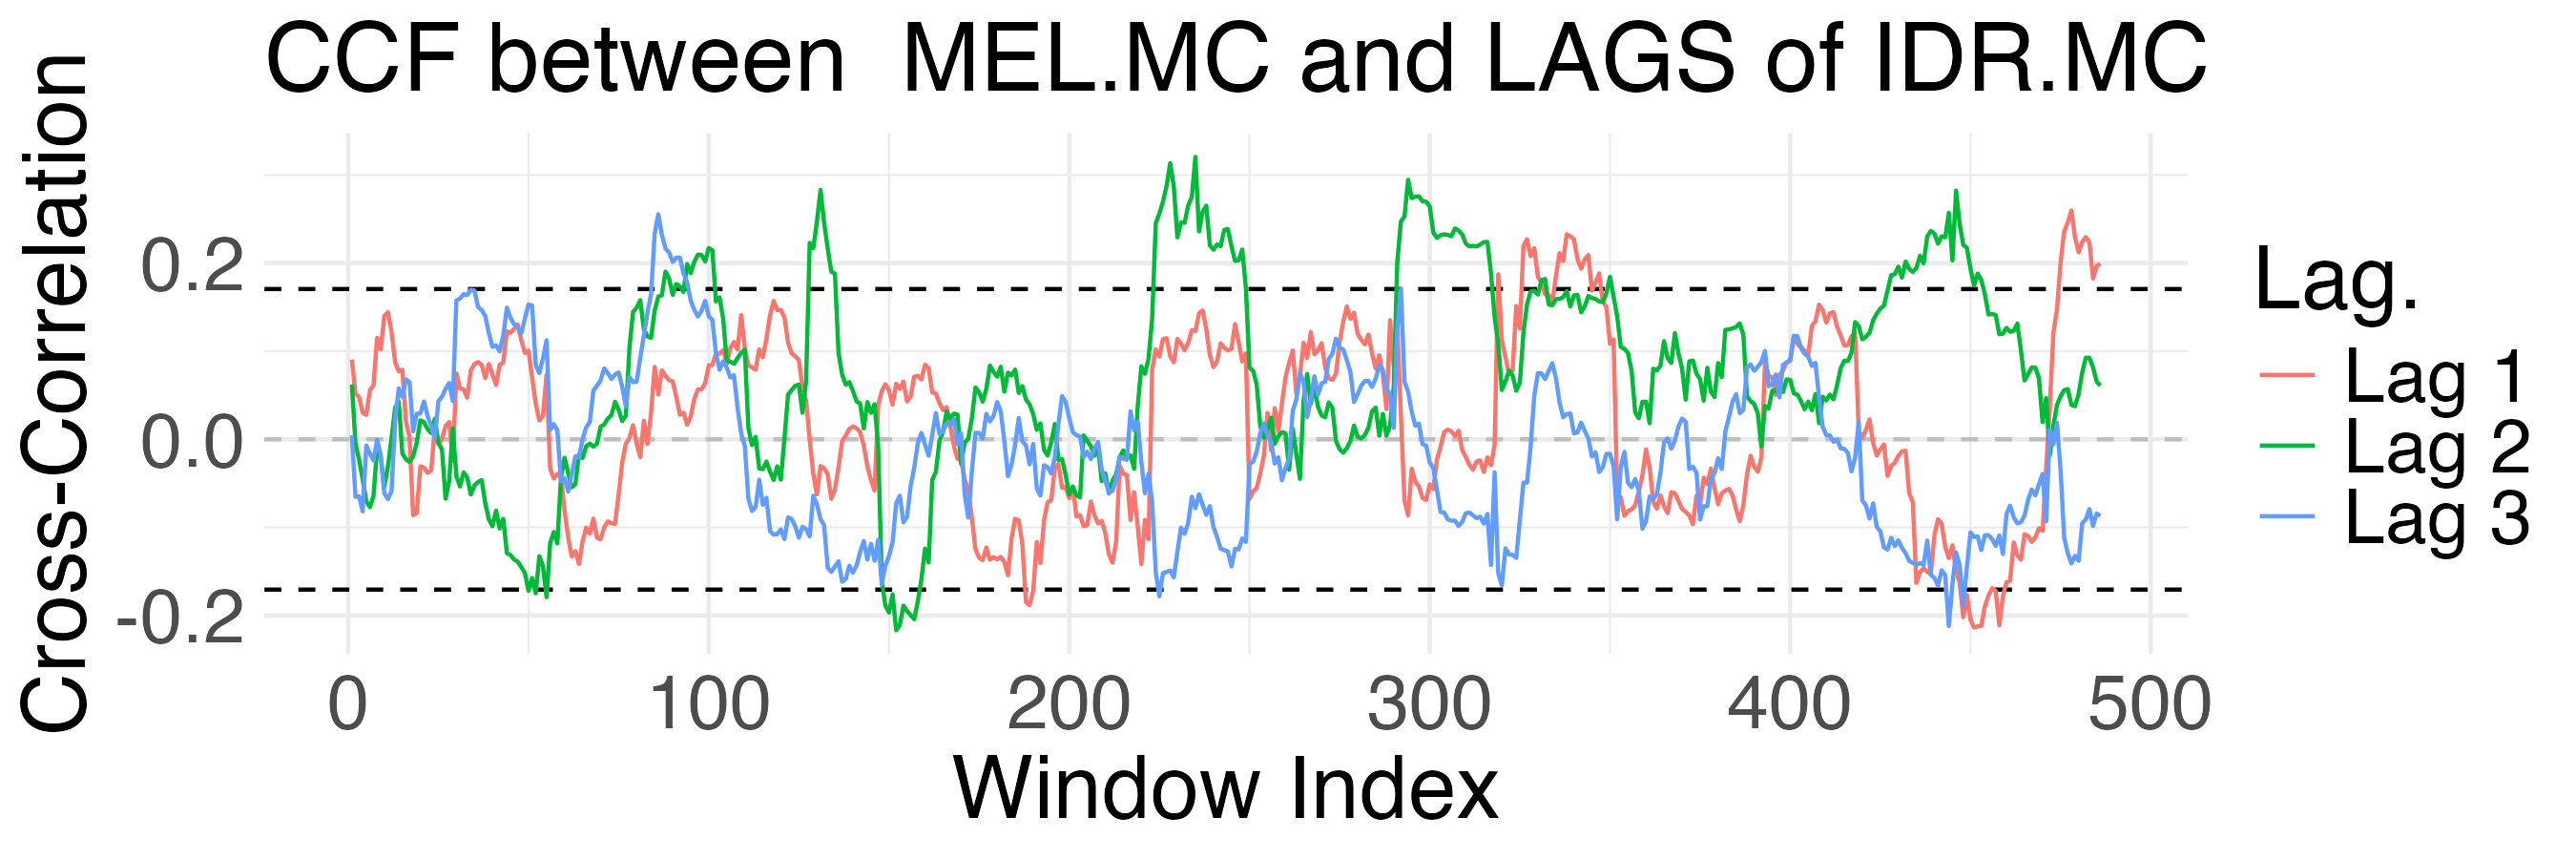 CCF between  MEL.MC and LAGS of IDR.MC
Cross-Correlation
0.2
0.0
-0.2
0 100 200 300 400 500
Window Index
Lag.
Lag 1
Lag 2
Lag 3